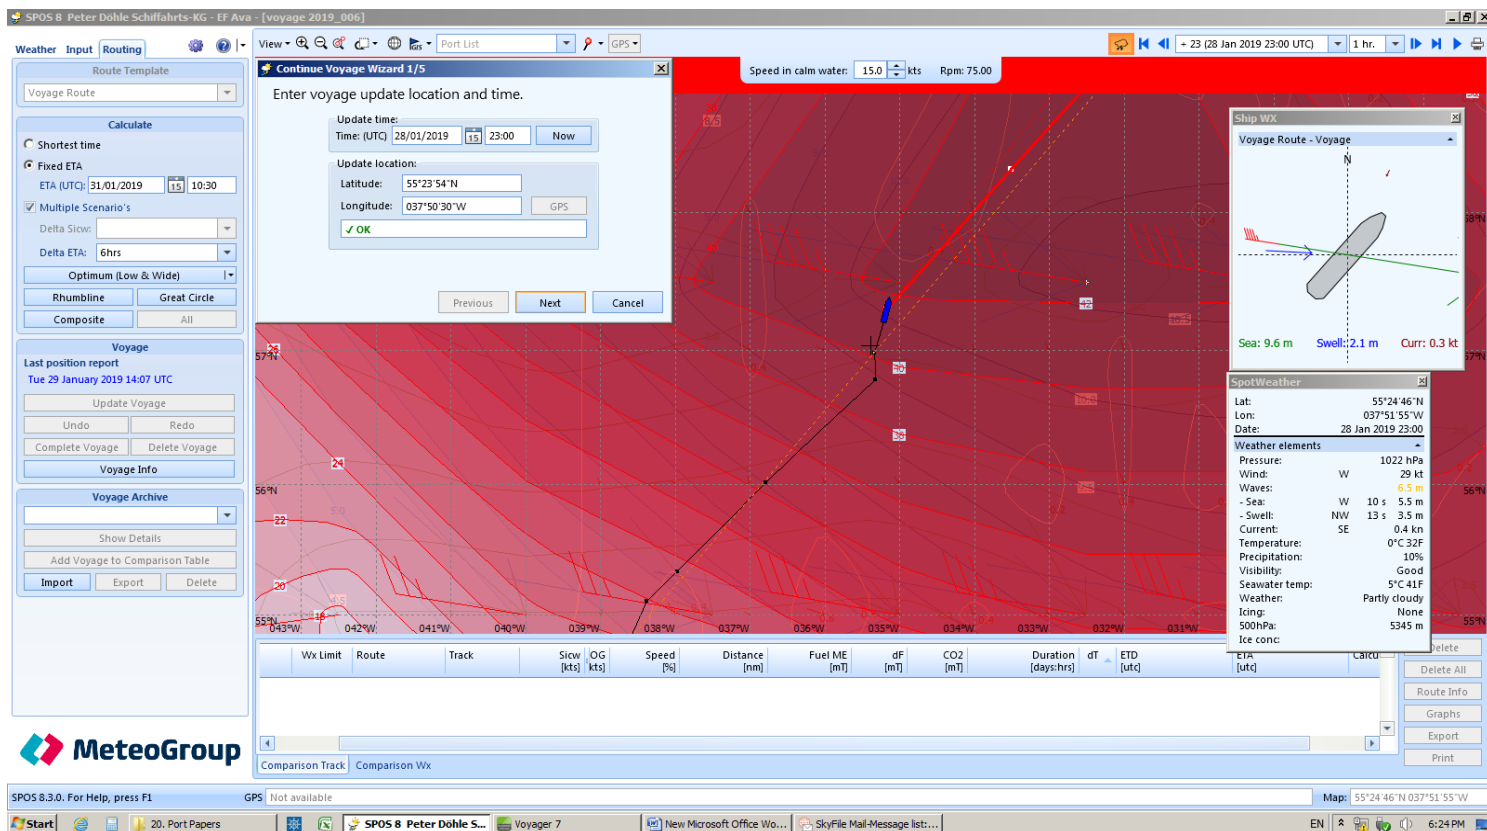 SPOS 8 Peter Döhle Schiffahrts-KG - EF Ava - [voyage 2019_006]
Weather Input Routing
View
Port List
GPS
+ 23 (28 Jan 2019 23:00 UTC)
1 hr.
Route Template
Voyage Route
Calculate
Shortest time
Fixed ETA
ETA (UTC): 31/01/2019 15 10:30
Multiple Scenario's
Delta Sicw:
Delta ETA: 6hrs
Optimum (Low & Wide)
Rhumbline Great Circle
Composite All
Voyage
Last position report
Tue 29 January 2019 14:07 UTC
Update Voyage
Undo Redo
Complete Voyage Delete Voyage
Voyage Info
Voyage Archive
Show Details
Add Voyage to Comparison Table
Import Export Delete
MeteoGroup
Continue Voyage Wizard 1/5
Enter voyage update location and time.
Update time:
Time: (UTC) 28/01/2019 15 23:00 Now
Update location:
Latitude: 55°23'54"N
Longitude: 037°50'30"W GPS
✓ OK
Previous Next Cancel
Speed in calm water: 15.0 kts Rpm: 75.00
Ship WX
Voyage Route - Voyage
N
Sea: 9.6 m Swell: 2.1 m Curr: 0.3 kt
SpotWeather
Lat: 55°24'46"N
Lon: 037°51'55"W
Date: 28 Jan 2019 23:00
Weather elements
Pressure: 1022 hPa
Wind: W 29 kt
Waves: 6.5 m
- Sea: W 10 s 5.5 m
- Swell: NW 13 s 3.5 m
Current: SE 0.4 kn
Temperature: 0°C 32F
Precipitation: 10%
Visibility: Good
Seawater temp: 5°C 41F
Weather: Partly cloudy
Icing: None
500hPa: 5345 m
Ice conc:
58°N
57°N
57°N
56°N
56°N
55°N
55°N
42
40
38
26
24
22
20
18
043°W 042°W 041°W 040°W 039°W 038°W 037°W 036°W 035°W 034°W 033°W 032°W 031°W
Wx Limit Route Track Sicw [kts] OG kts] Speed [%] Distance [nm] Fuel ME [mT] dF [mT] CO2 [mT] Duration [days:hrs] dT ETD [utc] ETA [utc] Calcu
Delete
Delete All
Route Info
Graphs
Export
Print
Comparison Track Comparison Wx
SPOS 8.3.0. For Help, press F1 GPS Not available Map: 55°24'46"N 037°51'55"W
Start 20. Port Papers SPOS 8 Peter Döhle S... Voyager 7 New Microsoft Office Wo... SkyFile Mail-Message list:... EN 6:24 PM